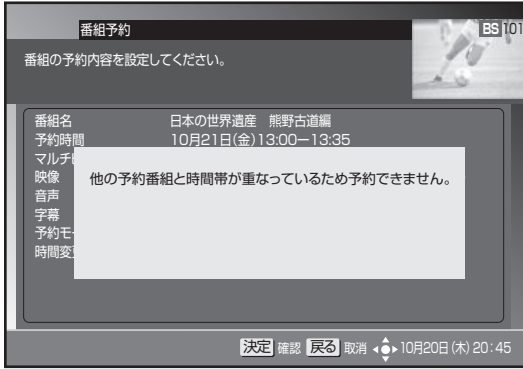 番組予約
BS 101
番組の予約内容を設定してください。
番組名 日本の世界遺産 熊野古道編
予約時間 10月21日(金)13:00ー13:35
マルチ
映像
他の予約番組と時間帯が重なっているため予約できません。
音声
字幕
予約モー
時間変
決定 確認 戻る 取消 10月20日(木)20:45